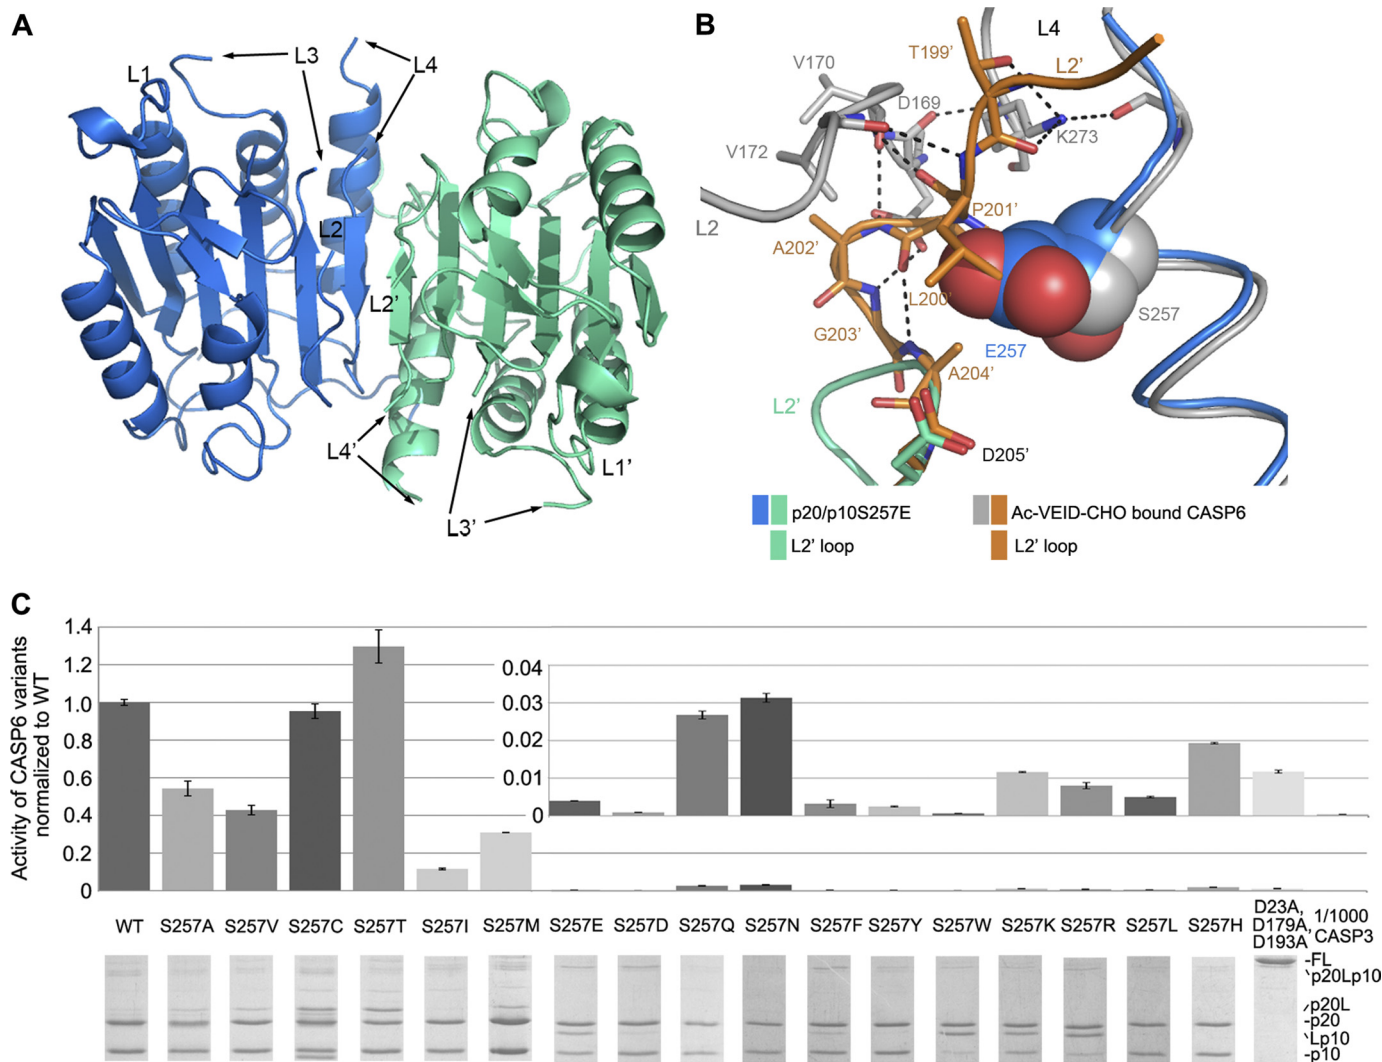 A
L1
L3
L4
L2
L2'
L4'
L3'
L1'
B
L4
T199'
L2'
V170
D169
K273
V172
L2
P201'
A202'
L200'
S257
G203'
E257
A204'
L2'
D205'
p20/p10S257E
Ac-VEID-CHO bound CASP6
L2' loop
L2' loop
C
Activity of CASP6 variants
normalized to WT
1.4
1.2
1.0
0.8
0.6
0.4
0.2
0
0.04
0.03
0.02
0.01
0
WT S257A S257V S257C S257T S257I S257M S257E S257D S257Q S257N S257F S257Y S257W S257K S257R S257L S257H
D23A,
D179A,
D193A
1/1000
CASP3
-FL
p20Lp10
p20L
-p20
Lp10
-p10